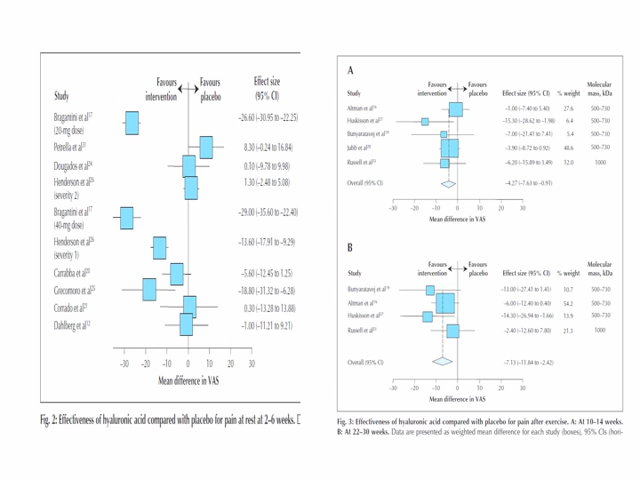 Favours Favours Effect size
Study intervention placebo (95% CI)
Bragantini et al17 –26.60 (–30.95 to –22.25)
(20-mg dose)
Petrella et al 8.30 (–0.24 to 16.84)
Dougados et al 0.10 (–9.78 to 9.98)
Henderson et al 1.30 (–2.48 to 5.08)
(severity 2)
Bragantini et al17 –29.00 (–35.60 to –22.40)
(40-mg dose)
Henderson et al –13.60 (–17.91 to –9.29)
(severity 1)
Carrabba et al –5.60 (–12.45 to 1.25)
Grecomoro et al –18.80 (–31.32 to –6.28)
Corrado et al 0.30 (–13.28 to 13.88)
Dahlberg et al –1.00 (–11.21 to 9.21)
–30 –20 –10 0 10 20 30
Mean difference in VAS
Fig. 2: Effectiveness of hyaluronic acid compared with placebo for pain at rest at 2–6 weeks.
A
Favours Favours Molecular
Study intervention placebo Effect size (95% CI) % weight mass, kDa
Altman et al –1.00 (–7.40 to 5.40) 27.6 500–730
Huskisson et al –15.30 (–28.62 to –1.98) 6.4 500–730
Bunyaratavej et al –7.00 (–21.41 to 7.41) 5.4 500–730
Jubb et al –3.90 (–8.72 to 0.92) 48.6 500–730
Russell et al –6.20 (–15.89 to 3.49) 12.0 1000
Overall (95% CI) –4.27 (–7.63 to –0.91)
–30 –20 –10 0 10 20 30
Mean difference in VAS
B
Favours Favours Molecular
Study intervention placebo Effect size (95% CI) % weight mass, kDa
Bunyaratavej et al –13.00 (–27.41 to 1.41) 10.7 500–730
Altman et al –6.00 (–12.40 to 0.40) 54.2 500–730
Huskisson et al –14.30 (–26.94 to –1.66) 13.9 500–730
Russell et al –2.40 (–12.60 to 7.80) 21.3 1000
Overall (95% CI) –7.13 (–11.84 to –2.42)
–30 –20 –10 0 10 20 30
Mean difference in VAS
Fig. 3: Effectiveness of hyaluronic acid compared with placebo for pain after exercise. A: At 10–14 weeks.
B: At 22–30 weeks. Data are presented as weighted mean difference for each study (boxes), 95% CIs (hori-